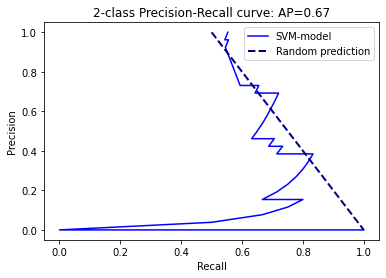 2-class Precision-Recall curve: AP=0.67
SVM-model
Random prediction
Precision
1.0
0.8
0.6
0.4
0.2
0.0
0.0 0.2 0.4 0.6 0.8 1.0
Recall